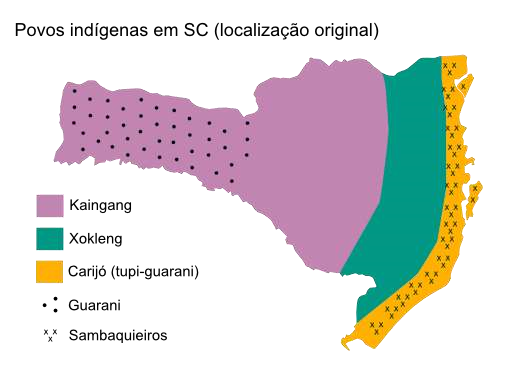 Povos indígenas em SC (localização original)
Kaingang
Xokleng
Carijó (tupi-guarani)
Guarani
Sambaquieiros